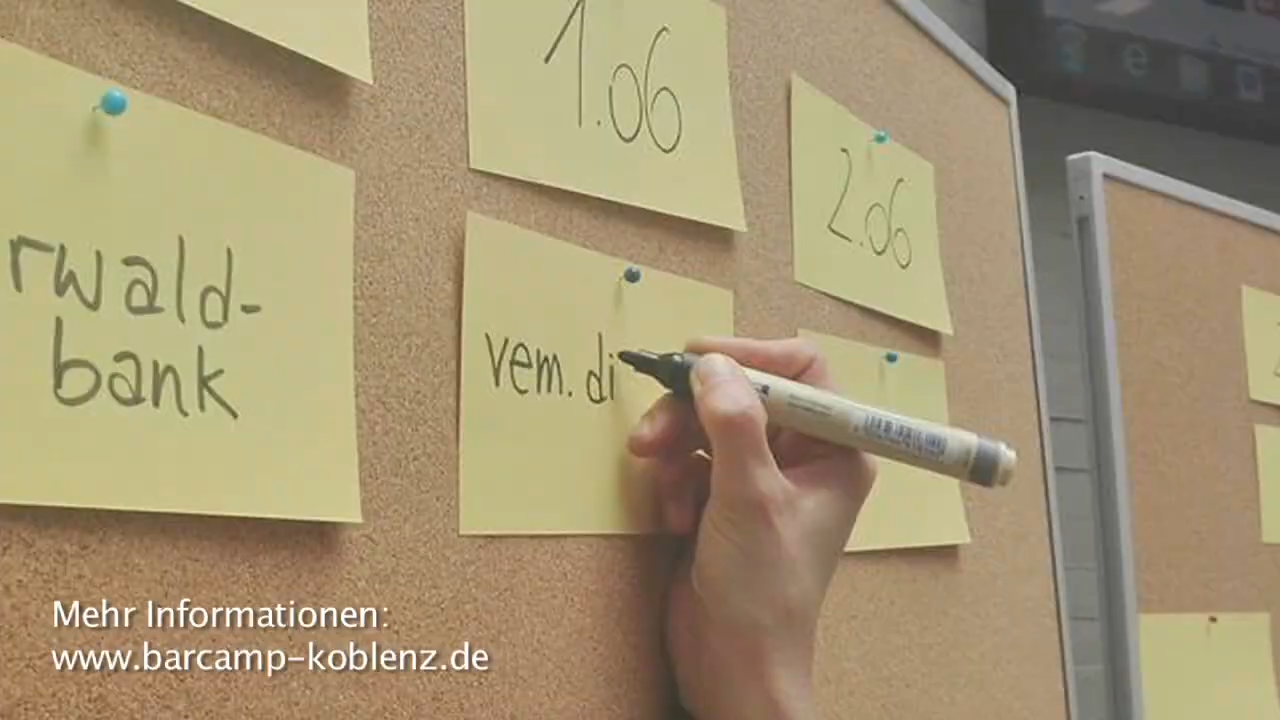 1.06
2.06
rwald-
bank
vem.di
Mehr Informationen:
www.barcamp-koblenz.de